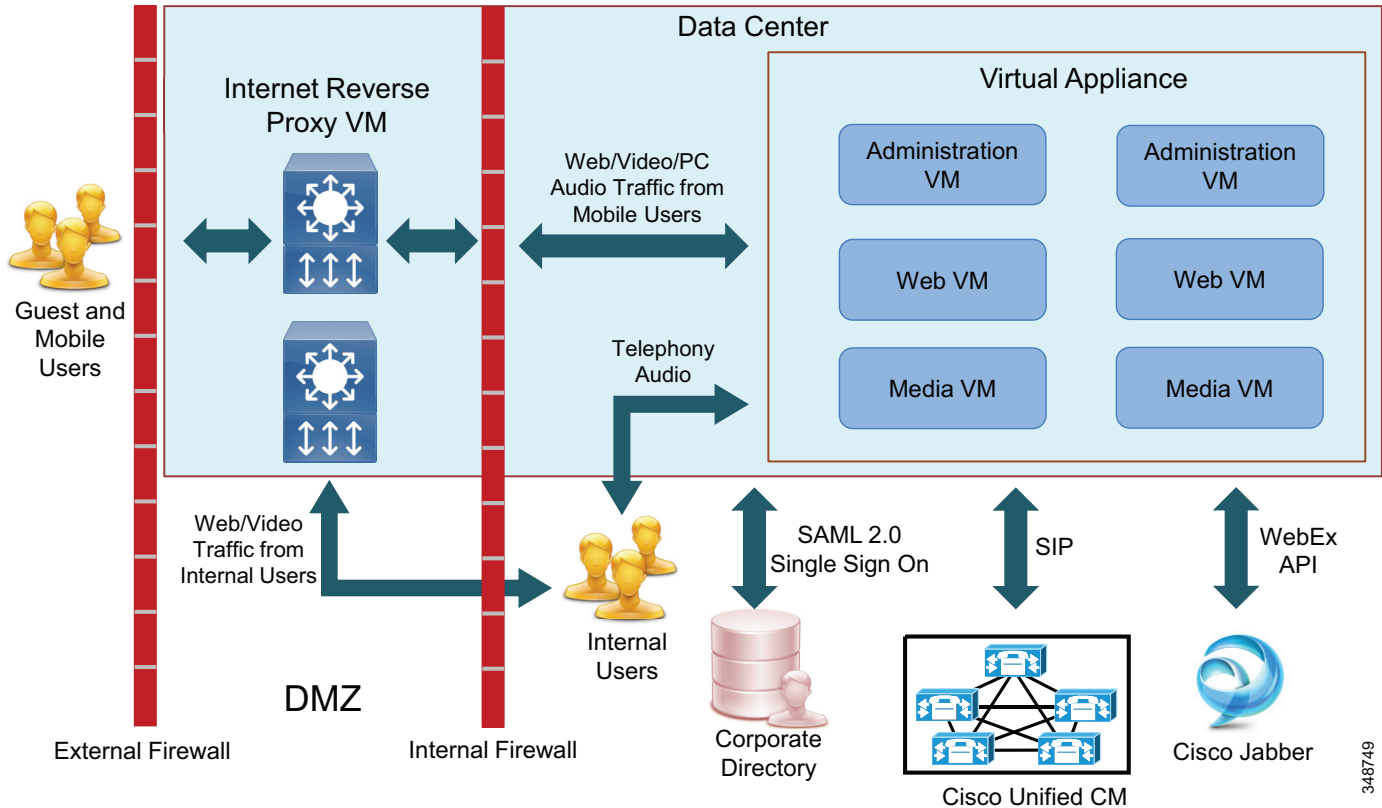 Data Center
Internet Reverse
Proxy VM
Virtual Appliance
Administration
VM
Administration
VM
Web/Video/PC
Audio Traffic from
Mobile Users
Web VM
Web VM
Guest and
Mobile
Users
Telephony
Audio
Media VM
Media VM
Web/Video
Traffic from
Internal Users
SAML 2.0
Single Sign On
SIP
WebEx
API
Internal
Users
DMZ
External Firewall
Internal Firewall
Corporate
Directory
Cisco Unified CM
Cisco Jabber
348749